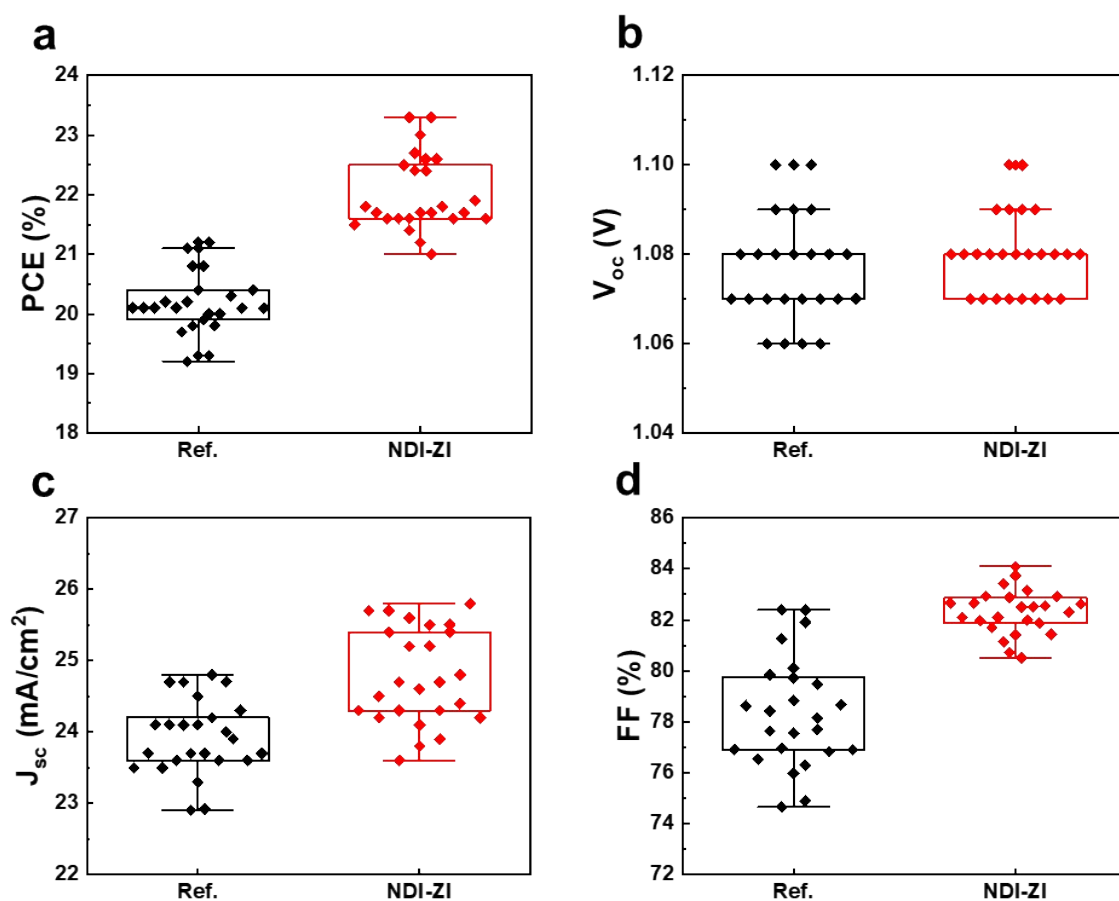 a
24
23
22
21
20
19
18
PCE (%)
Ref.
NDI-ZI
b
1.12
1.10
1.08
1.06
1.04
V_oc (V)
Ref.
NDI-ZI
c
27
26
25
24
23
22
J_sc (mA/cm²)
Ref.
NDI-ZI
d
86
84
82
80
78
76
74
72
FF (%)
Ref.
NDI-ZI